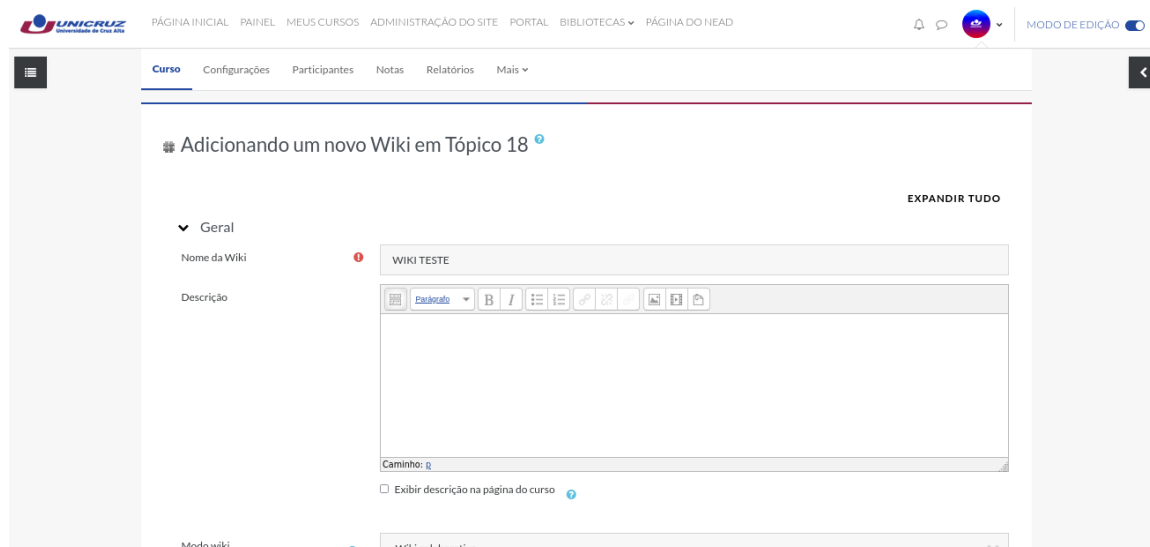 UNICRUZ
Universidade de Cruz Alta
PÁGINA INICIAL PAINEL MEUS CURSOS ADMINISTRAÇÃO DO SITE PORTAL BIBLIOTECAS PÁGINA DO NEAD
MODO DE EDIÇÃO
Curso Configurações Participantes Notas Relatórios Mais
Adicionando um novo Wiki em Tópico 18
EXPANDIR TUDO
Geral
Nome da Wiki
WIKI TESTE
Descrição
Parágrafo B I
Caminho: p
Exibir descrição na página do curso
Modo wiki